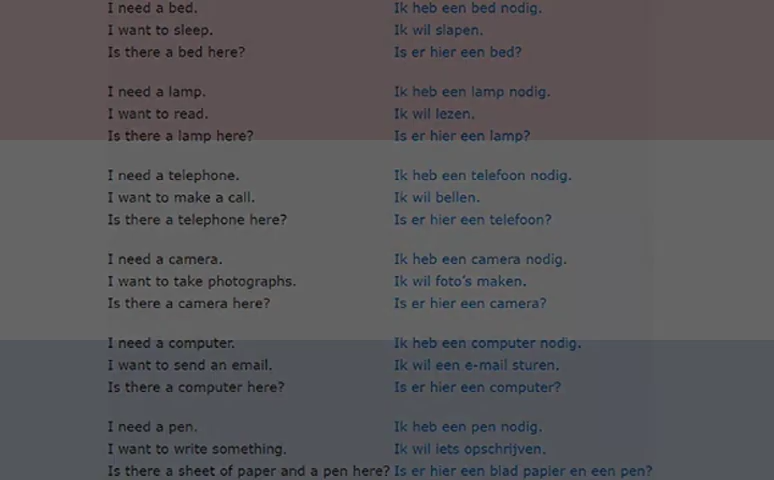 I need a bed. Ik heb een bed nodig.
I want to sleep. Ik wil slapen.
Is there a bed here? Is er hier een bed?
I need a lamp. Ik heb een lamp nodig.
I want to read. Ik wil lezen.
Is there a lamp here? Is er hier een lamp?
I need a telephone. Ik heb een telefoon nodig.
I want to make a call. Ik wil bellen.
Is there a telephone here? Is er hier een telefoon?
I need a camera. Ik heb een camera nodig.
I want to take photographs. Ik wil foto's maken.
Is there a camera here? Is er hier een camera?
I need a computer. Ik heb een computer nodig.
I want to send an email. Ik wil een e-mail sturen.
Is there a computer here? Is er hier een computer?
I need a pen. Ik heb een pen nodig.
I want to write something. Ik wil iets opschrijven.
Is there a sheet of paper and a pen here? Is er hier een blad papier en een pen?